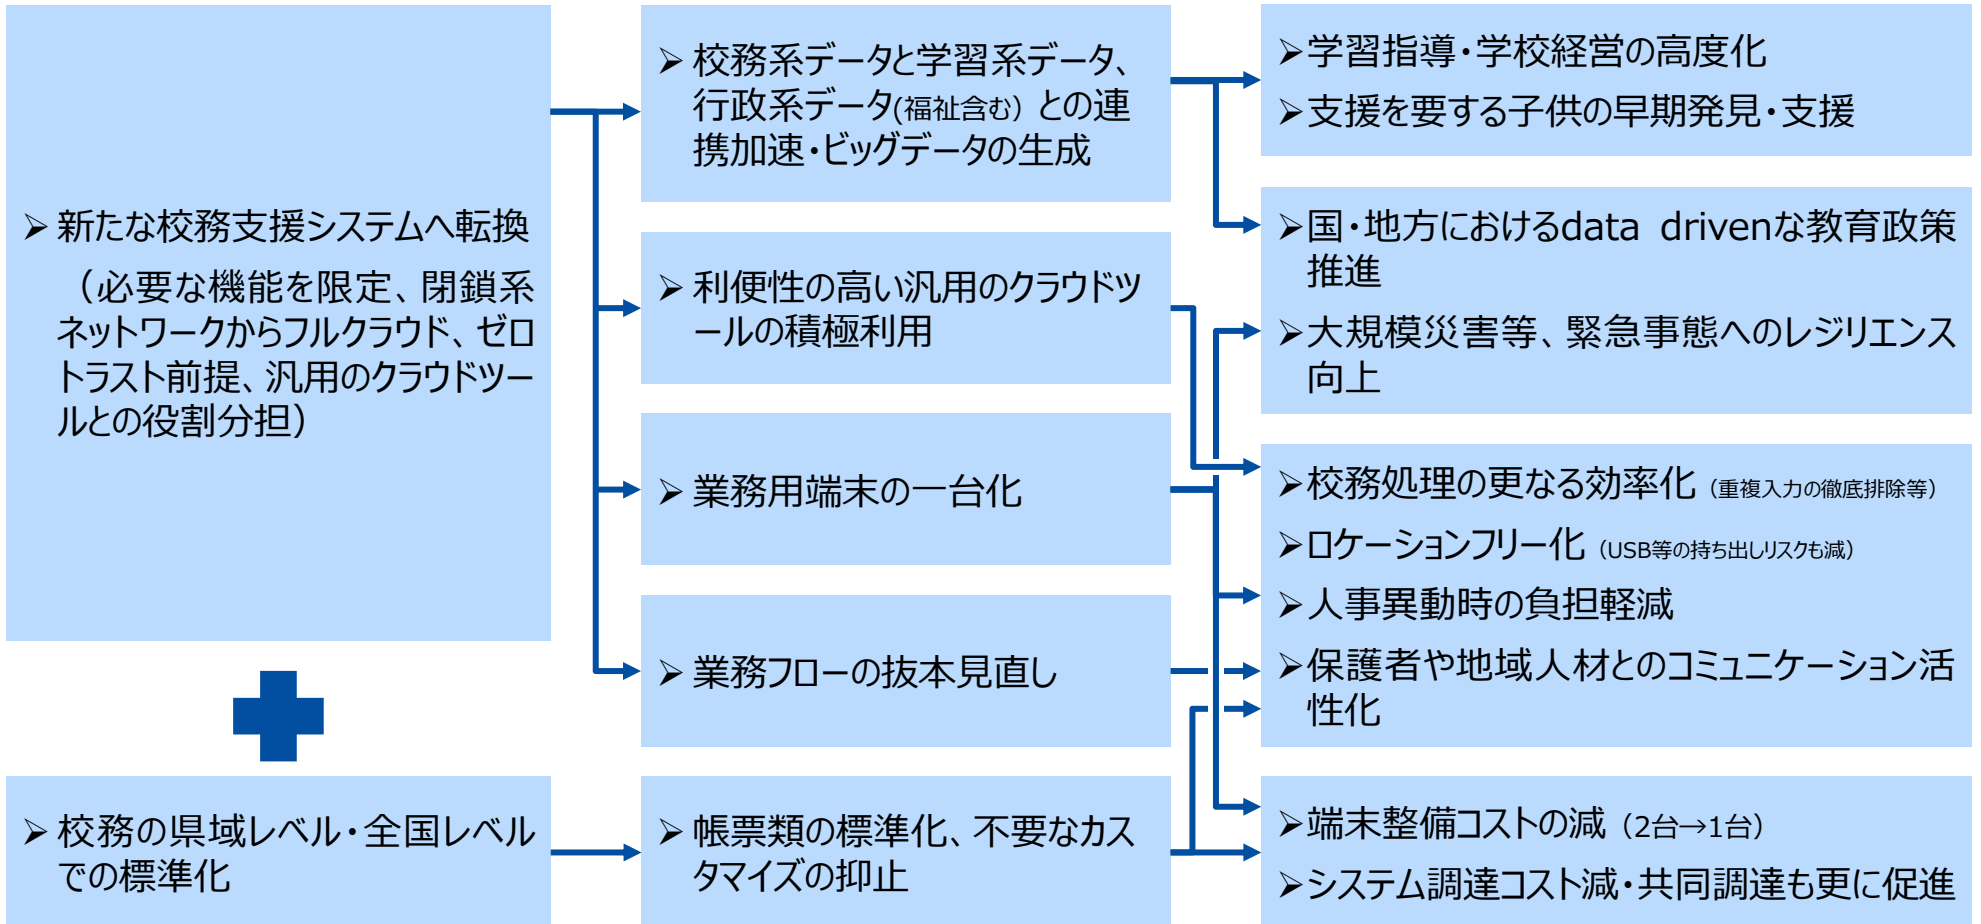 ➢新たな校務支援システムへ転換
（必要な機能を限定、閉鎖系
ネットワークからフルクラウド、ゼロ
トラスト前提、汎用のクラウドツー
ルとの役割分担）
➢校務の県域レベル・全国レベル
での標準化
➢校務系データと学習系データ、
行政系データ(福祉含む）との連
携加速・ビッグデータの生成
➢利便性の高い汎用のクラウドツ
ールの積極利用
➢業務用端末の一台化
➢業務フローの抜本見直し
➢帳票類の標準化、不要なカス
タマイズの抑止
➢学習指導・学校経営の高度化
➢支援を要する子供の早期発見・支援
➢国・地方におけるdata drivenな教育政策
推進
➢大規模災害等、緊急事態へのレジリエンス
向上
➢校務処理の更なる効率化（重複入力の徹底排除等）
➢ロケーションフリー化（USB等の持ち出しリスクも減）
➢人事異動時の負担軽減
➢保護者や地域人材とのコミュニケーション活
性化
➢端末整備コストの減（2台→1台）
➢システム調達コスト減・共同調達も更に促進